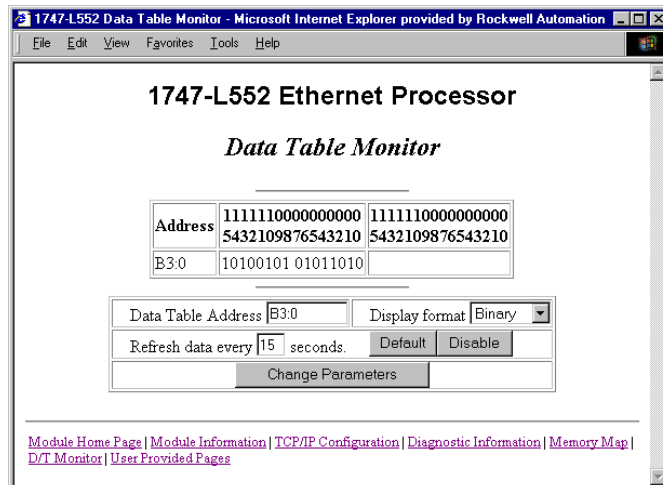 1747-L552 Data Table Monitor - Microsoft Internet Explorer provided by Rockwell Automation
File Edit View Favorites Tools Help
1747-L552 Ethernet Processor
Data Table Monitor
Address 1111110000000000 1111110000000000
5432109876543210 5432109876543210
B3:0 10100101 01011010
Data Table Address B3:0 Display format Binary
Refresh data every 15 seconds. Default Disable
Change Parameters
Module Home Page | Module Information | TCP/IP Configuration | Diagnostic Information | Memory Map |
D/T Monitor | User Provided Pages